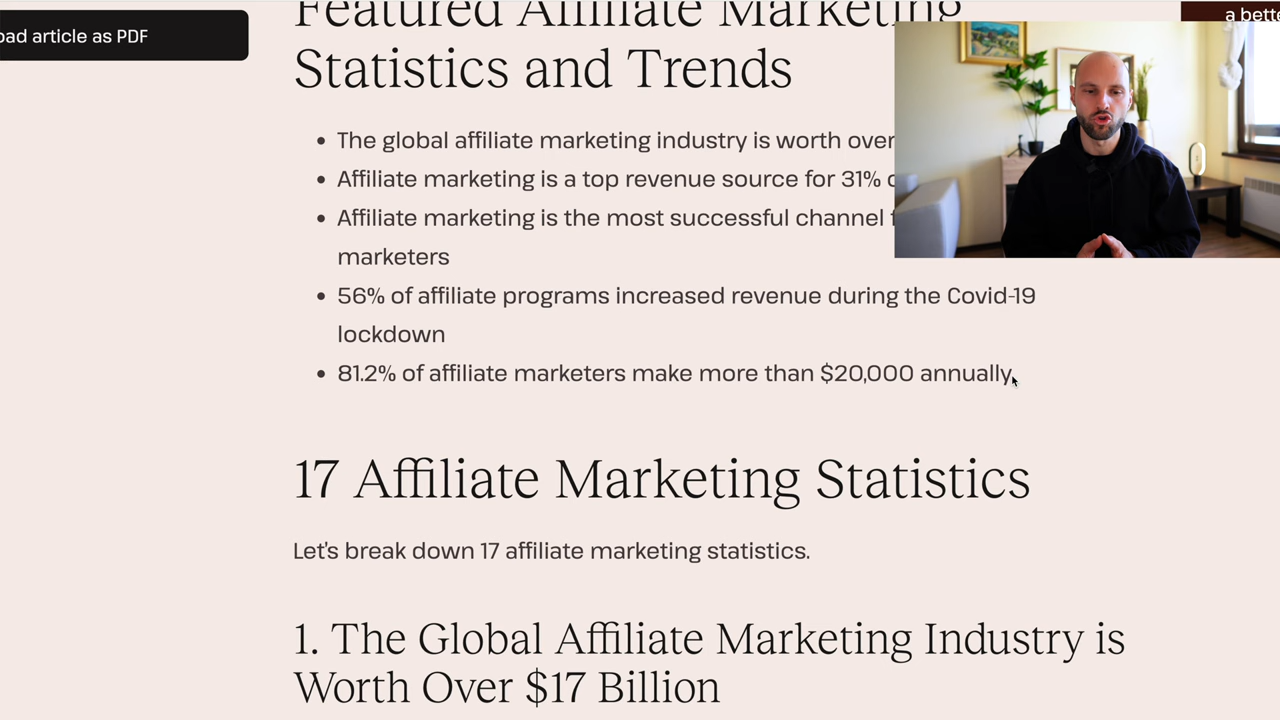 Featured Affiliate Marketing
Statistics and Trends
oad article as PDF
a bette
The global affiliate marketing industry is worth over
Affiliate marketing is a top revenue source for 31%
Affiliate marketing is the most successful channel
marketers
56% of affiliate programs increased revenue during the Covid-19
lockdown
81.2% of affiliate marketers make more than $20,000 annually.
17 Affiliate Marketing Statistics
Let's break down 17 affiliate marketing statistics.
1. The Global Affiliate Marketing Industry is
Worth Over $17 Billion